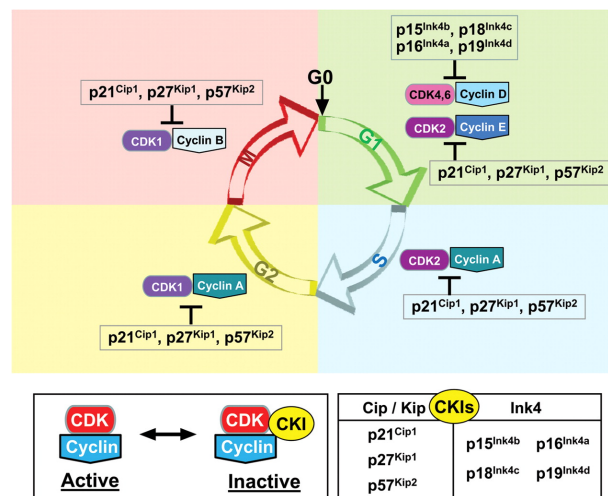 p15Ink4b, p18Ink4c
p16Ink4a, p19Ink4d
G0
p21Cip1, p27Kip1, p57Kip2
CDK4,6 Cyclin D
CDK1 Cyclin B
CDK2 Cyclin E
M
G1
p21Cip1, p27Kip1, p57Kip2
G2
S
CDK2 Cyclin A
CDK1 Cyclin A
p21Cip1, p27Kip1, p57Kip2
p21Cip1, p27Kip1, p57Kip2
CDK
Cyclin
Active
CDK
CKI
Cyclin
Inactive
Cip / Kip CKIs Ink4
p21Cip1
p27Kip1
p57Kip2
p15Ink4b p16Ink4a
p18Ink4c p19Ink4d